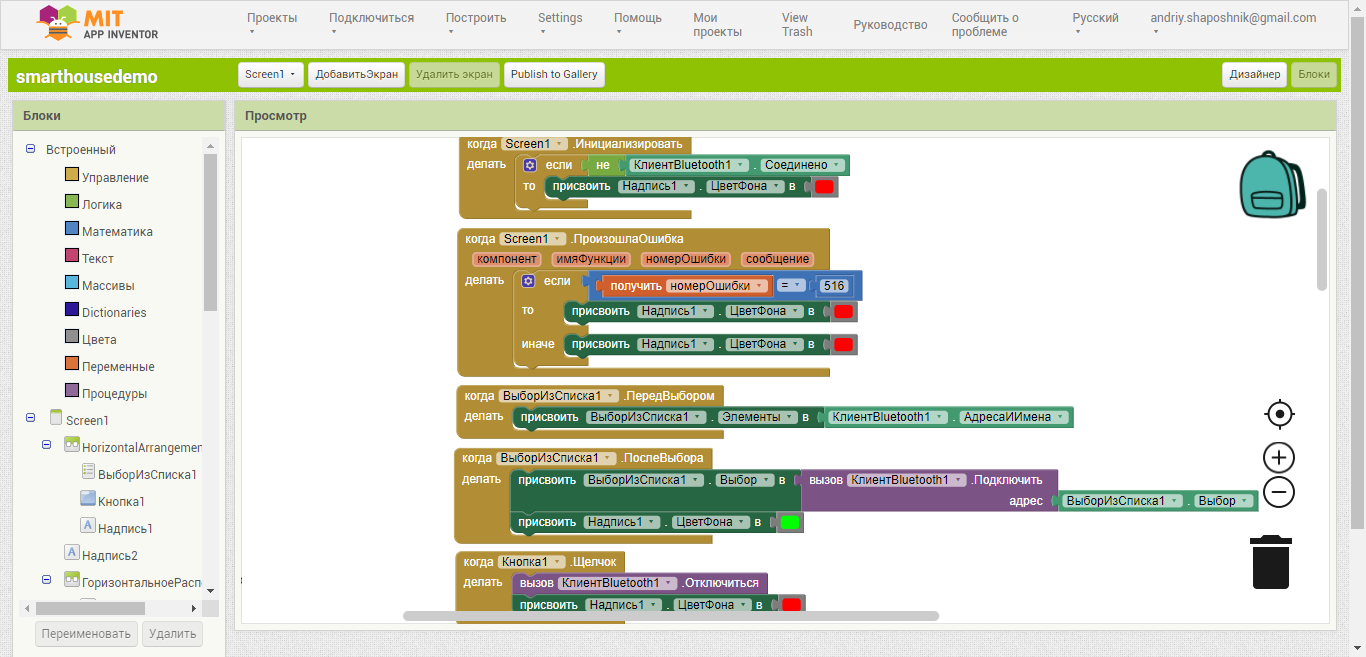 MIT
APP INVENTOR
Проекты
Подключиться
Построить
Settings
Помощь
Мои
проекты
View
Trash
Руководство
Сообщить о
проблеме
Русский
andriy.shaposhnik@gmail.com
smarthousedemo
Screen1
ДобавитьЭкран
Удалить экран
Publish to Gallery
Дизайнер
Блоки
Блоки
Встроенный
Управление
Логика
Математика
Текст
Массивы
Dictionaries
Цвета
Переменные
Процедуры
Screen1
HorizontalArrangemen
ВыборИзСписка1
Кнопка1
A Надпись1
A Надпись2
ГоризонтальноеРасп
Переименовать
Удалить
Просмотр
когда Screen1 .Инициализировать
делать если не КлиентBluetooth1 . Соединено
то присвоить Надпись1 . ЦветФона в
когда Screen1 .ПроизошлаОшибка
компонент имяФункции номерОшибки сообщение
делать если получить номерОшибки = 516
то присвоить Надпись1 . ЦветФона в
иначе присвоить Надпись1 . ЦветФона в
когда ВыборИзСписка1 .ПередВыбором
делать присвоить ВыборИзСписка1 . Элементы в КлиентBluetooth1 . АдресаИИмена
когда ВыборИзСписка1 .ПослеВыбора
делать присвоить ВыборИзСписка1 . Выбор в вызов КлиентBluetooth1 .Подключить
адрес ВыборИзСписка1 . Выбор
присвоить Надпись1 . ЦветФона в
когда Кнопка1 .Щелчок
делать вызов КлиентBluetooth1 .Отключиться
присвоить Надпись1 . ЦветФона в